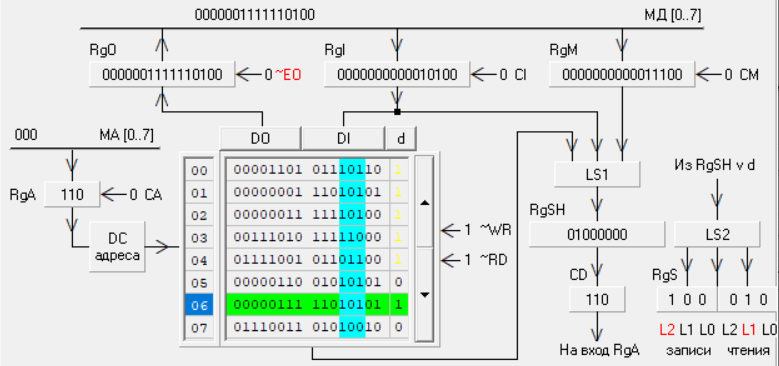 0000001111110100 МД [0..7]
RgO RgI RgM
0000001111110100 0 ~EO 0000000000010100 0 CI 0000000000011100 0 CM
000 МА [0..7]
DO DI d
RgA 110 0 CA
DC
адреса
00 00001101 01110110 1
01 00000001 11010101 1
02 00000011 11110100 1
03 00111010 11111000 1
04 01111001 01101100 1
05 00000110 01010101 0
06 00000111 11010101 1
07 01110011 01010010 0
1 ~WR
1 ~RD
LS1
RgSH
01000000
CD
110
На вход RgA
Из RgSH v d
LS2
RgS
1 0 0 0 1 0
L2 L1 L0 L2 L1 L0
записи чтения